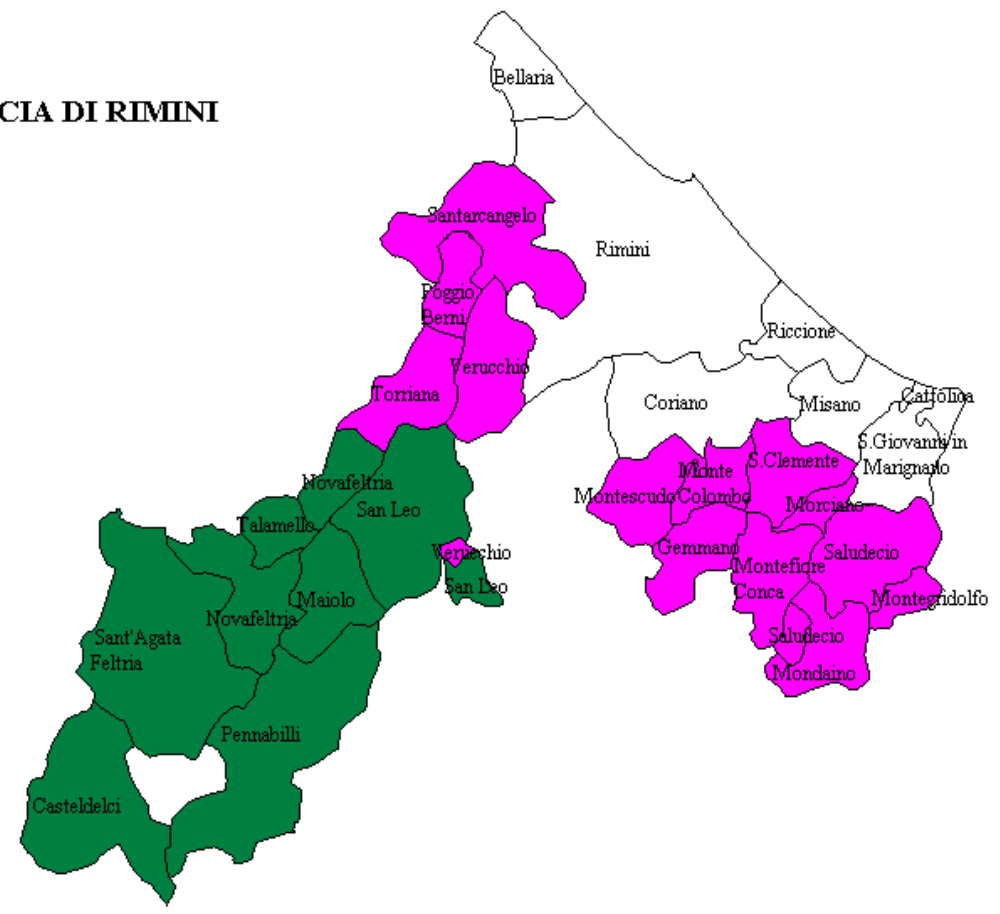 Bellaria
CIA DI RIMINI
Santarcangelo
Rimini
Poggio
Berni
Riccione
Verucchio
Torriana
Coriano
Misano
Cattolica
S.Giovanni in
Marignano
S.Clemente
Monte
Colombo
Montescudo
Morciano
Novafeltria
San Leo
Talamello
Gemmano
Verucchio
Saludecio
Montefiore
Conca
San Leo
Maiolo
Montegridolfo
Novafeltria
Sant'Agata
Feltria
Saludecio
Mondaino
Pennabilli
Casteldelci